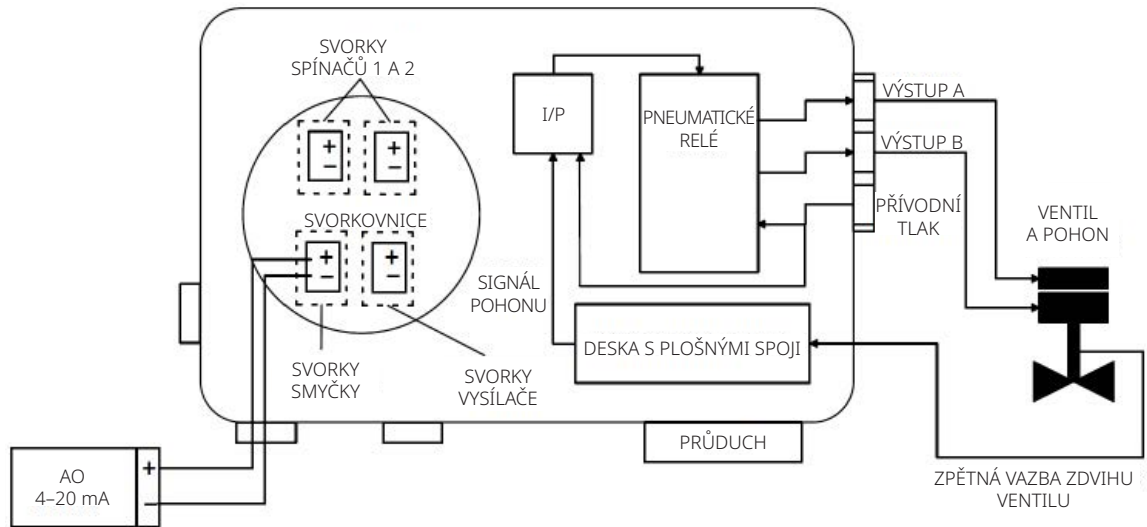 SVORKY
SPÍNAČŮ 1 A 2
+
+
−
−
SVORKOVNICE
+
+
−
−
SVORKY
SMYČKY
SVORKY
VYSÍLAČE
I/P
PNEUMATICKÉ
RELÉ
VÝSTUP A
VÝSTUP B
PŘÍVODNÍ
TLAK
VENTIL
A POHON
SIGNÁL
POHONU
DESKA S PLOŠNÝMI SPOJI
PRŮDUCH
ZPĚTNÁ VAZBA ZDVIHU
VENTILU
AO
4–20 mA
+
−